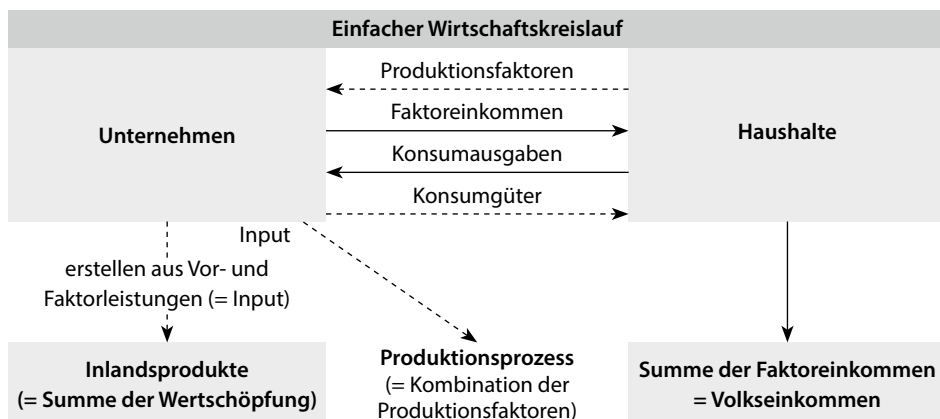 Einfacher Wirtschaftskreislauf
Produktionsfaktoren
Faktoreinkommen
Unternehmen
Haushalte
Konsumausgaben
Konsumgüter
Input
erstellen aus Vor- und
Faktorleistungen (= Input)
Inlandsprodukte
(= Summe der Wertschöpfung)
Produktionsprozess
(= Kombination der
Produktionsfaktoren)
Summe der Faktoreinkommen
= Volkseinkommen